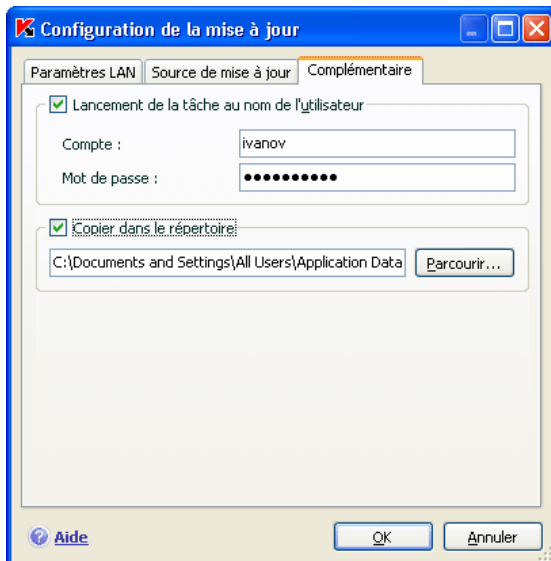 Configuration de la mise à jour
Paramètres LAN
Source de mise à jour
Complémentaire
Lancement de la tâche au nom de l'utilisateur
Compte :
ivanov
Mot de passe :
••••••••••
Copier dans le répertoire
C:\Documents and Settings\All Users\Application Data
Parcourir...
Aide
OK
Annuler